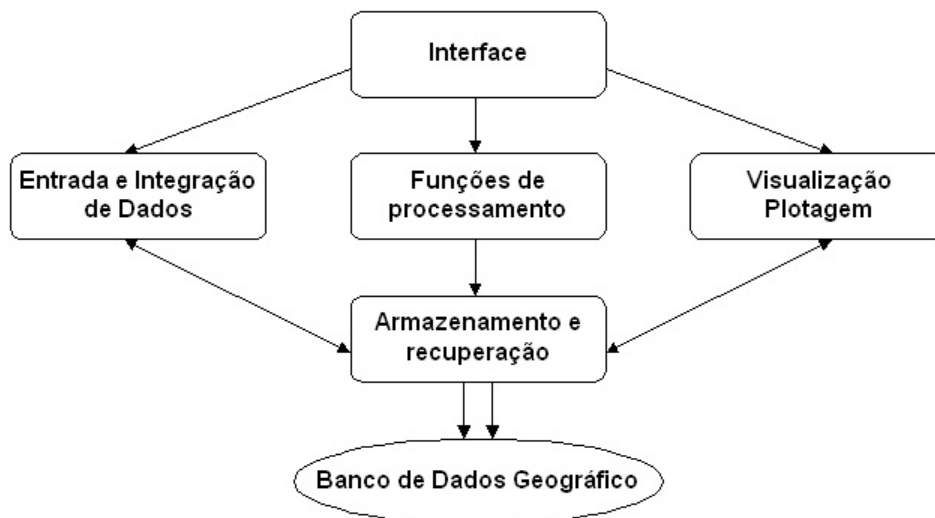 Interface
Entrada e Integração
de Dados
Funções de
processamento
Visualização
Plotagem
Armazenamento e
recuperação
Banco de Dados Geográfico